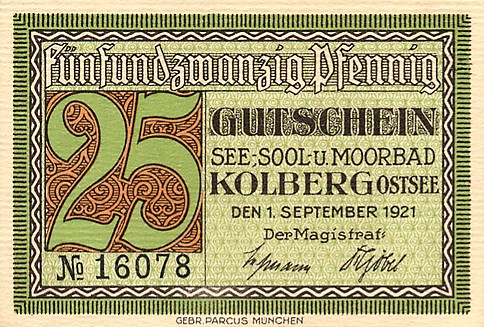 Fünfundzwanzig Pfennig
25
GUTSCHEIN
SEE-, SOOL- U. MOORBAD
KOLBERG OSTSEE
DEN 1. SEPTEMBER 1921
Der Magistrat:
No 16078
GEBR. PARCUS MÜNCHEN